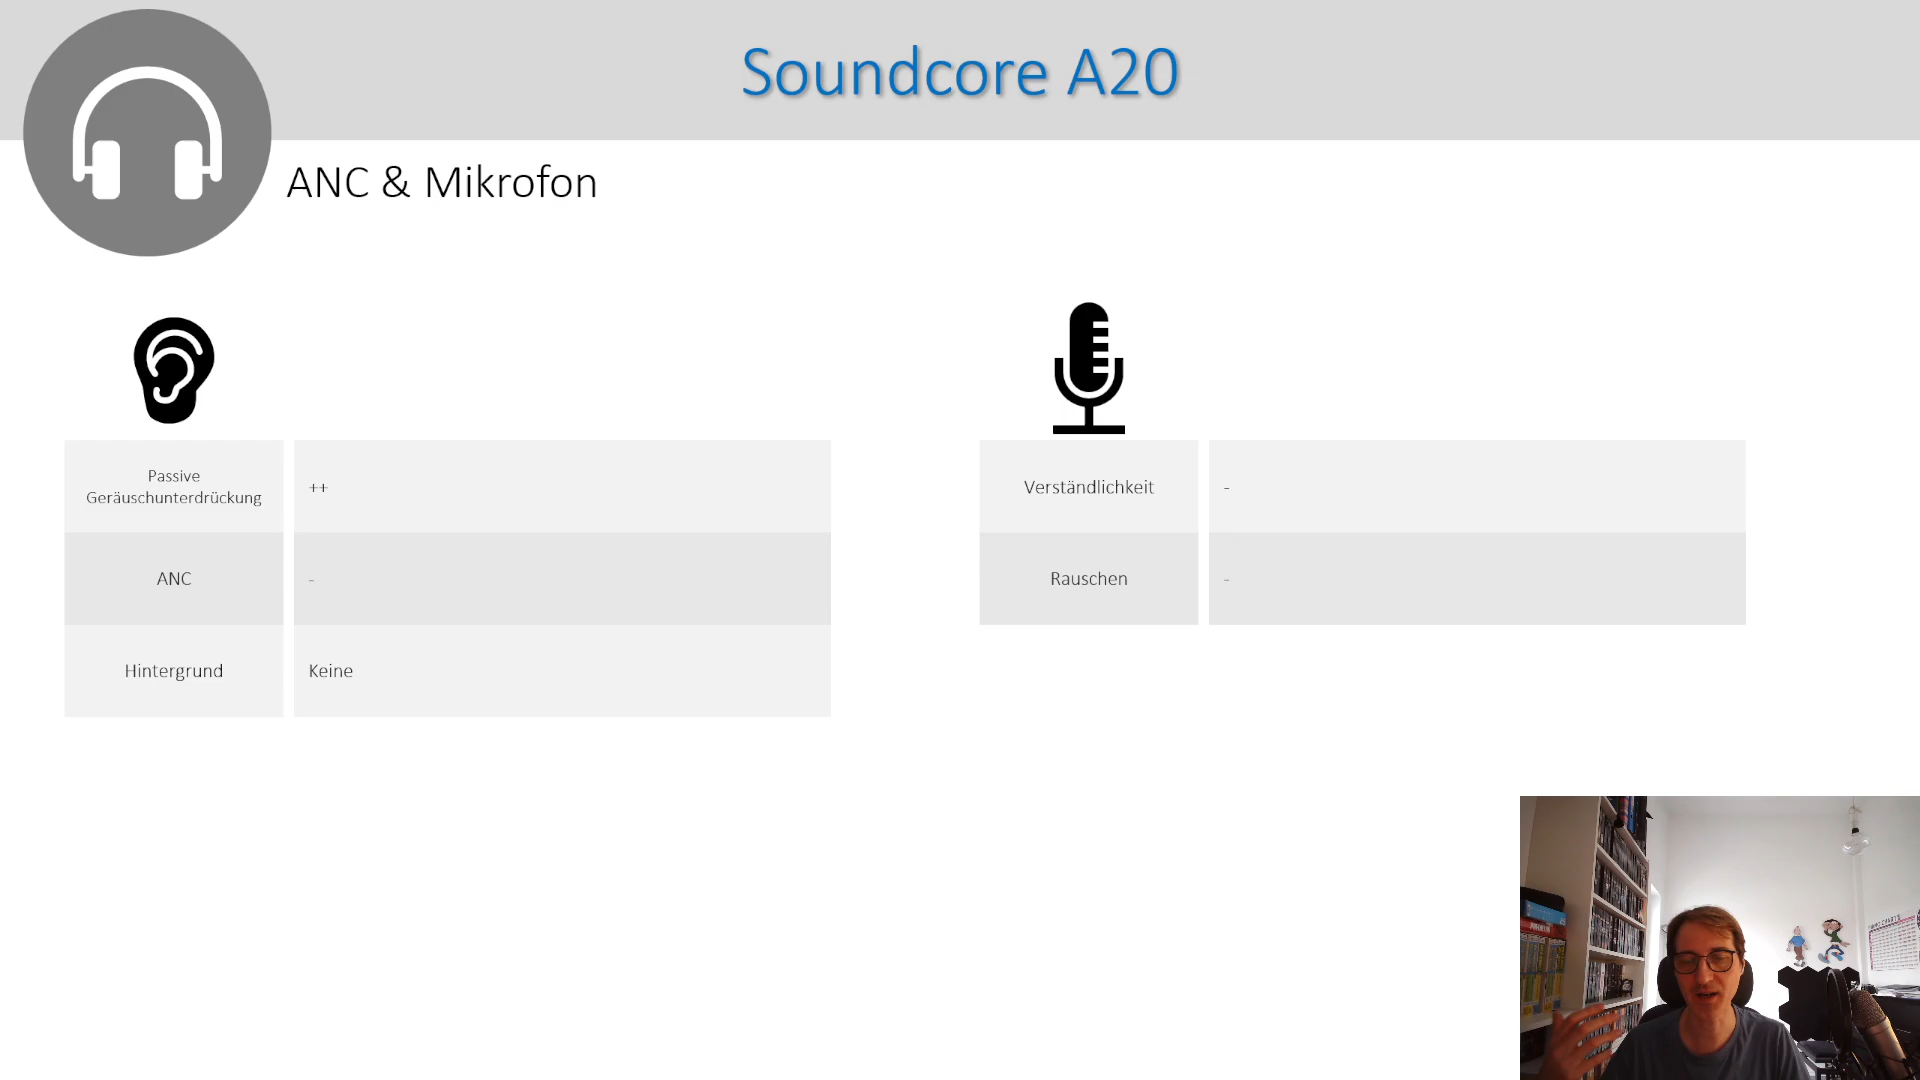 Soundcore A20
ANC & Mikrofon
Passive
Geräuschunterdrückung
++
ANC
-
Hintergrund
Keine
Verständlichkeit
-
Rauschen
-